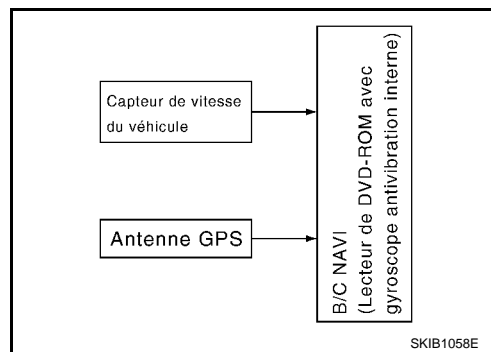 Capteur de vitesse
du véhicule
Antenne GPS
B/C NAVI
(Lecteur de DVD-ROM avec
gyroscope antivibration interne)
SKIB1058E